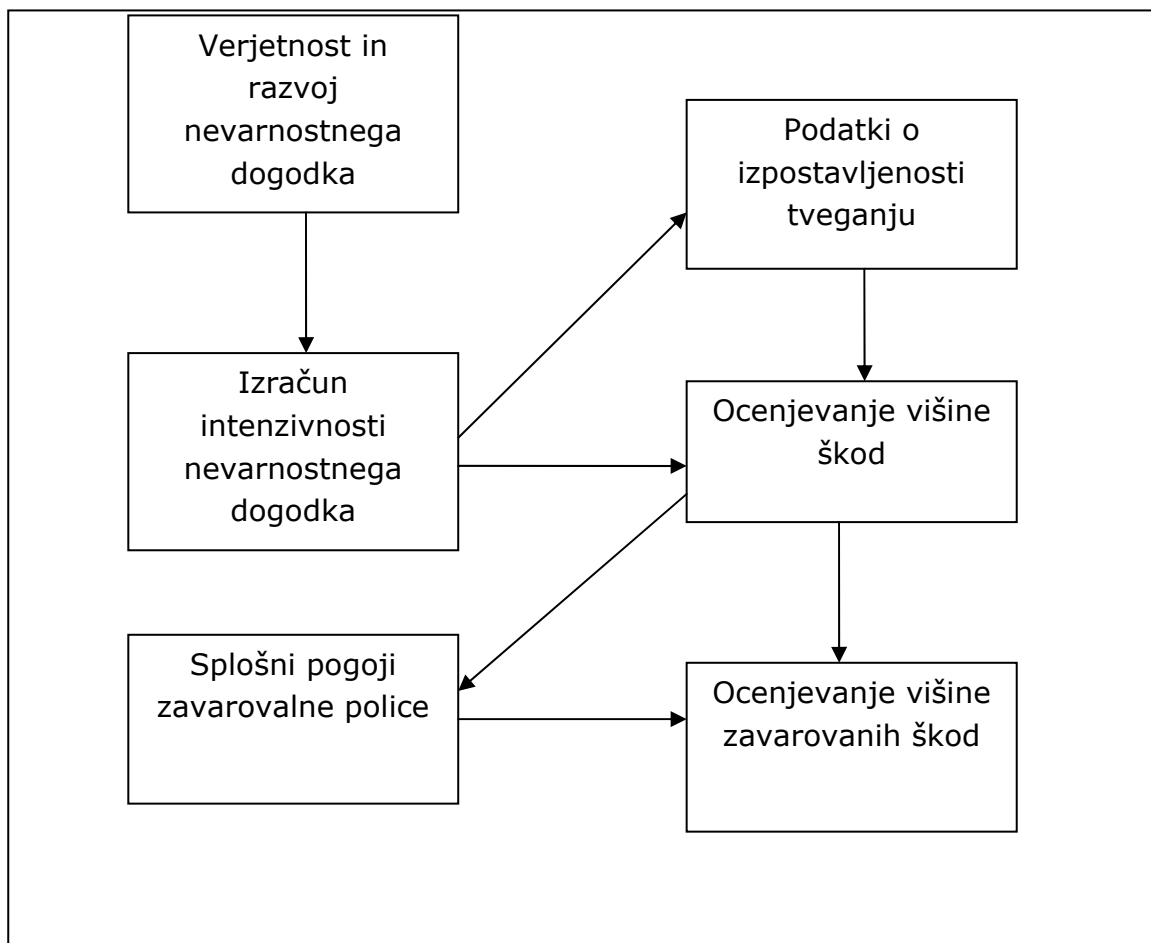 Verjetnost in
razvoj
nevarnostnega
dogodka
Podatki o
izpostavljenosti
tveganju
Izračun
intenzivnosti
nevarnostnega
dogodka
Ocenjevanje višine
škod
Splošni pogoji
zavarovalne police
Ocenjevanje višine
zavarovanih škod